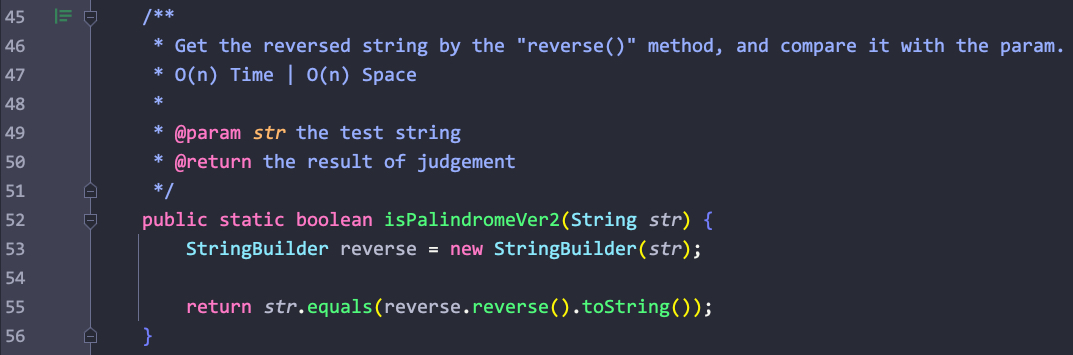 45 /**
46  * Get the reversed string by the "reverse()" method, and compare it with the param.
47  * O(n) Time | O(n) Space
48  *
49  * @param str the test string
50  * @return the result of judgement
51  */
52 public static boolean isPalindromeVer2(String str) {
53     StringBuilder reverse = new StringBuilder(str);
54
55     return str.equals(reverse.reverse().toString());
56 }